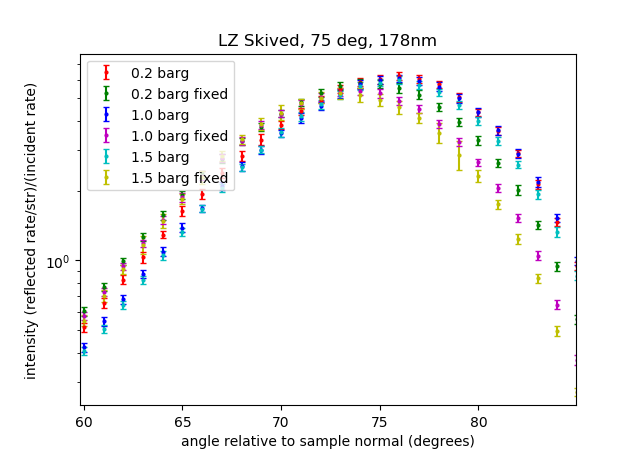 LZ Skived, 75 deg, 178nm
0.2 barg
0.2 barg fixed
1.0 barg
1.0 barg fixed
1.5 barg
1.5 barg fixed
intensity (reflected rate/str)/(incident rate)
10⁰
60 65 70 75 80
angle relative to sample normal (degrees)